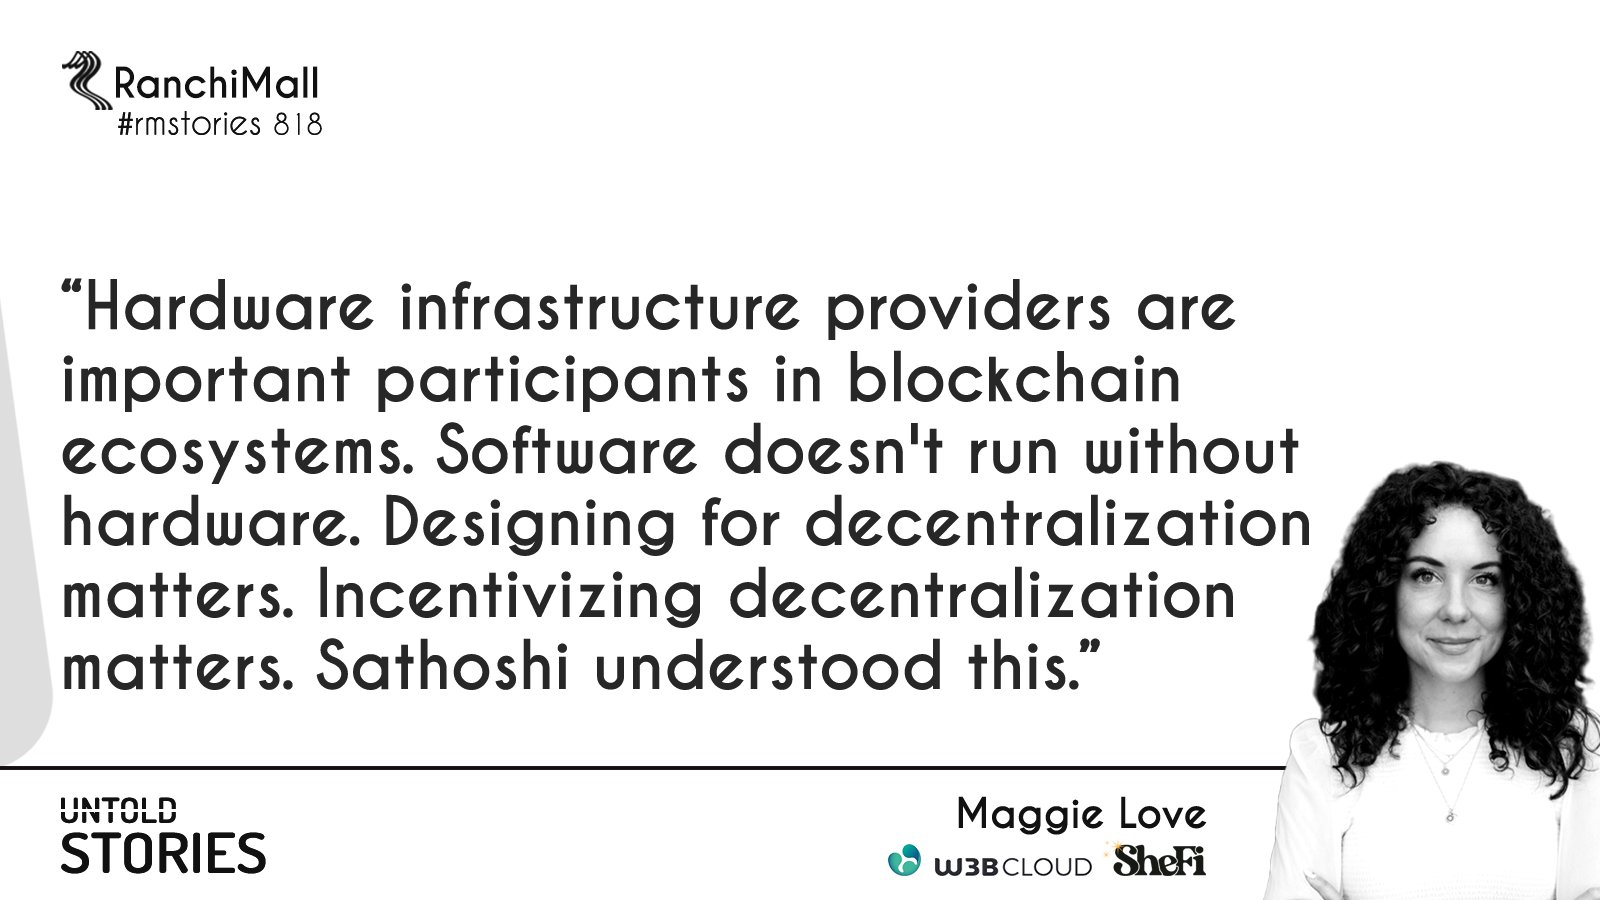 RanchiMall
#rmstories 818
“Hardware infrastructure providers are
important participants in blockchain
ecosystems. Software doesn't run without
hardware. Designing for decentralization
matters. Incentivizing decentralization
matters. Sathoshi understood this.”
UNTOLD
STORIES
Maggie Love
W3BCLOUD SheFi